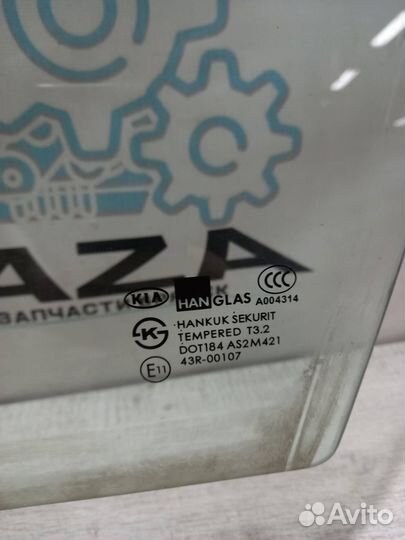 AZA
ЗАПЧАСТИ
KIA HANGLAS CCC
A004314
HANKUK SEKURIT
TEMPERED T3.2
DOT184 AS2M421
E11 43R-00107
Avito